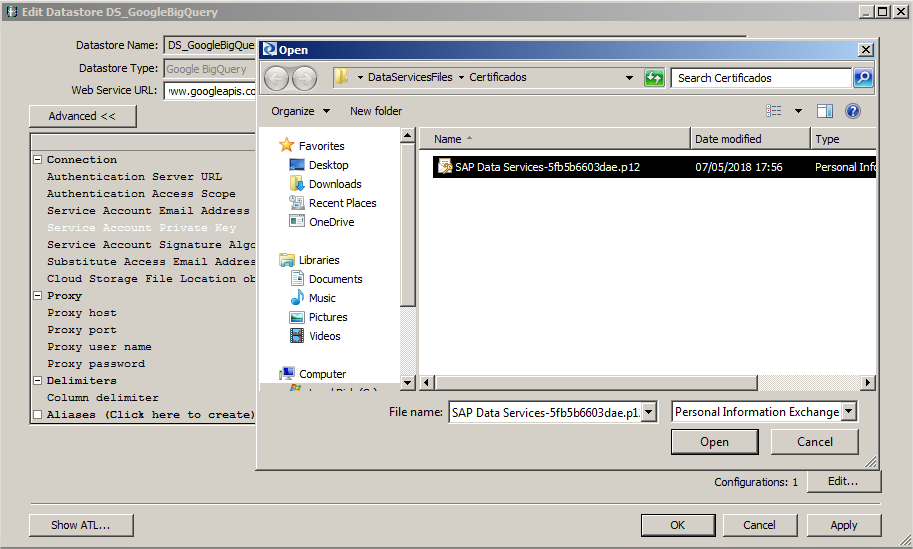 Edit Datastore DS_GoogleBigQuery
Datastore Name: DS_GoogleBigQue
Datastore Type: Google BigQuery
Web Service URL: www.googleapis.co
Advanced <<
Connection
Authentication Server URL
Authentication Access Scope
Service Account Email Address
Service Account Private Key
Service Account Signature Algo
Substitute Access Email Addres
Cloud Storage File Location ob
Proxy
Proxy host
Proxy port
Proxy user name
Proxy password
Delimiters
Column delimiter
Aliases (Click here to create)
Open
DataServicesFiles Certificados
Search Certificados
Organize New folder
Favorites
Desktop
Downloads
Recent Places
OneDrive
Libraries
Documents
Music
Pictures
Videos
Computer
Name Date modified Type
SAP Data Services-5fb5b6603dae.p12 07/05/2018 17:56 Personal Info
File name: SAP Data Services-5fb5b6603dae.p1 Personal Information Exchange
Open Cancel
Configurations: 1 Edit...
Show ATL... OK Cancel Apply